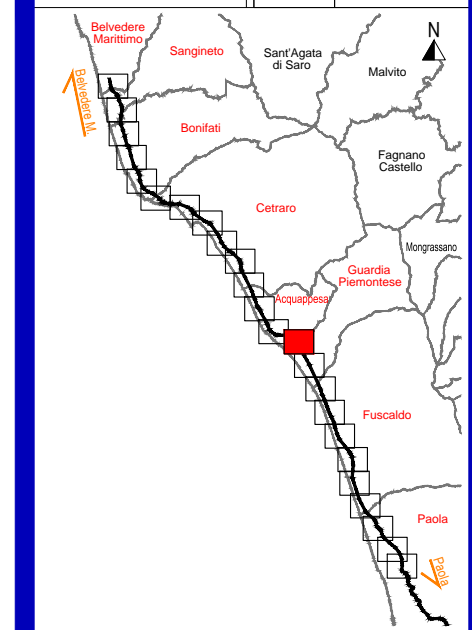 Belvedere
Marittimo
N
Sangineto
Sant'Agata
di Saro
Malvito
Belvedere M.
Bonifati
Fagnano
Castello
Cetraro
Mongrassano
Guardia
Piemontese
Acquappesa
Fuscaldo
Paola
Paola